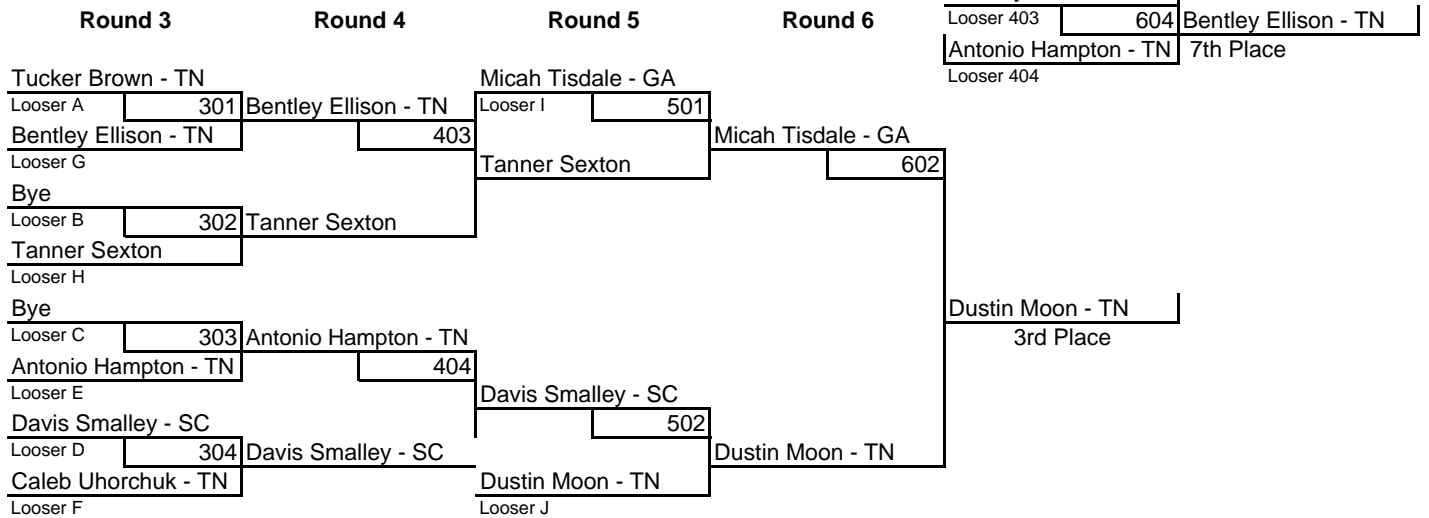 Round 3 Round 4 Round 5 Round 6
Looser 403 604 Bentley Ellison - TN
Antonio Hampton - TN 7th Place
Looser 404
Tucker Brown - TN Micah Tisdale - GA
Looser A 301 Bentley Ellison - TN Looser I 501
Bentley Ellison - TN 403 Micah Tisdale - GA
Looser G Tanner Sexton 602
Bye
Looser B 302 Tanner Sexton
Tanner Sexton
Looser H
Bye Dustin Moon - TN
Looser C 303 Antonio Hampton - TN 3rd Place
Antonio Hampton - TN 404
Looser E Davis Smalley - SC
Davis Smalley - SC 502
Looser D 304 Davis Smalley - SC Dustin Moon - TN
Caleb Uhorchuk - TN Dustin Moon - TN
Looser F Looser J